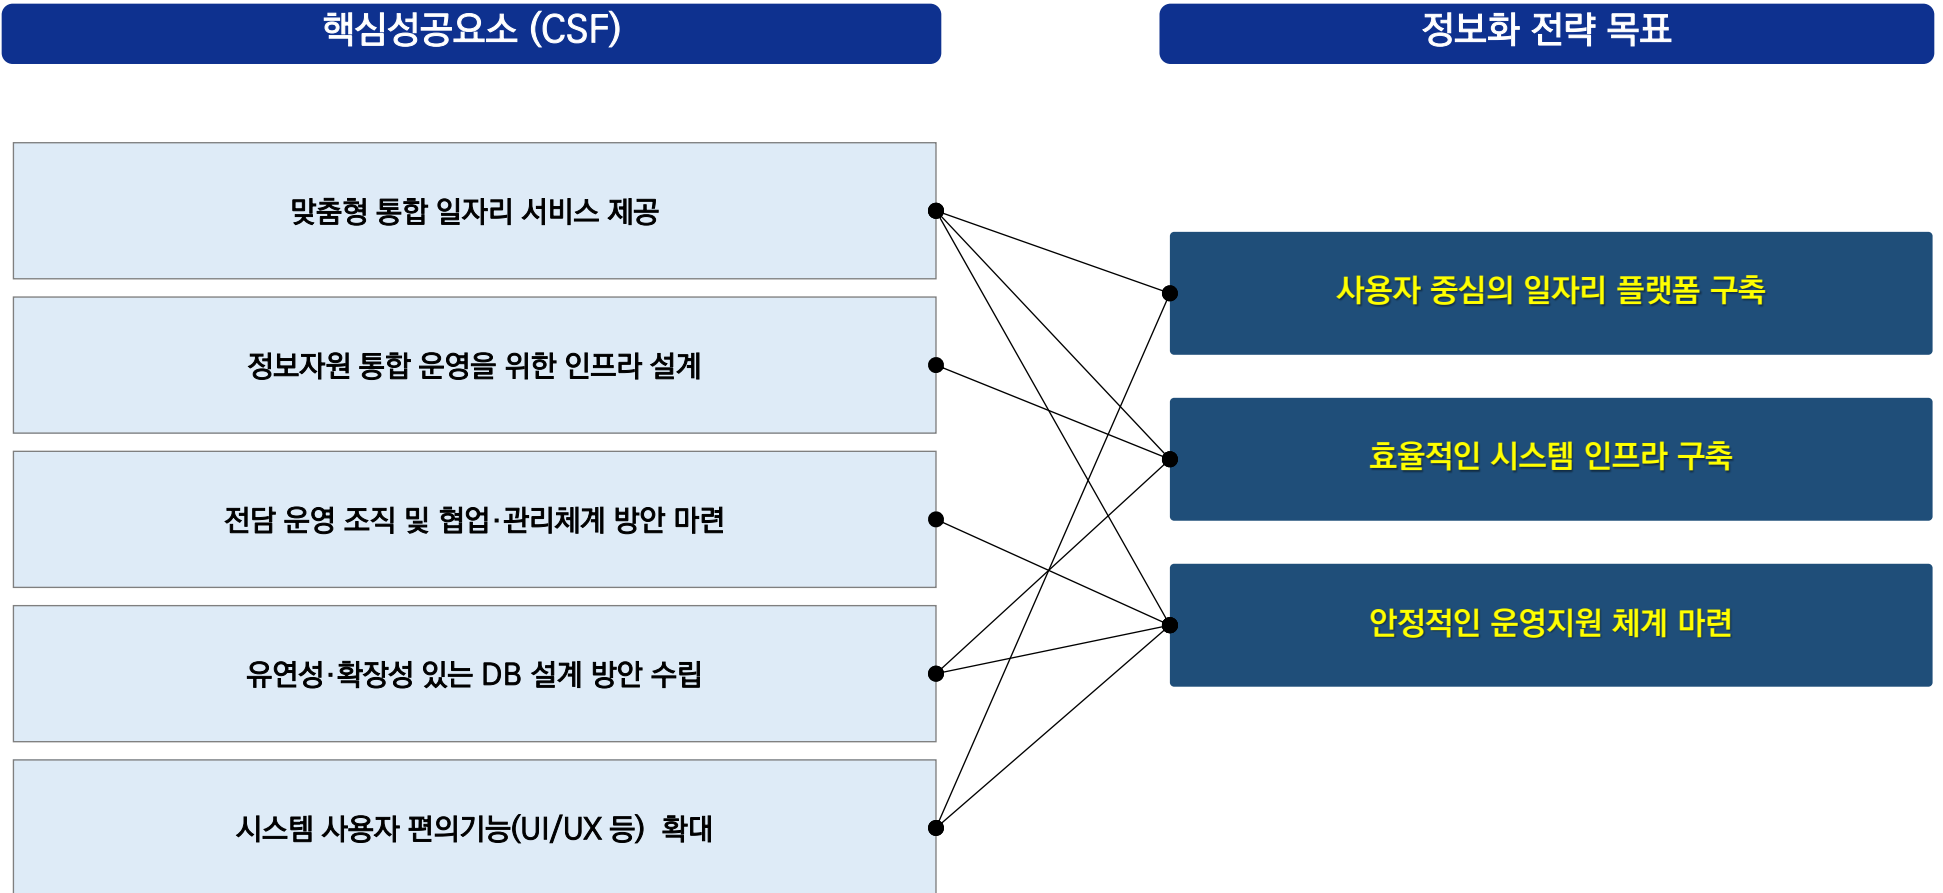 핵심성공요소 (CSF)
정보화 전략 목표
맞춤형 통합 일자리 서비스 제공
정보자원 통합 운영을 위한 인프라 설계
전담 운영 조직 및 협업·관리체계 방안 마련
유연성·확장성 있는 DB 설계 방안 수립
시스템 사용자 편의기능(UI/UX 등) 확대
사용자 중심의 일자리 플랫폼 구축
효율적인 시스템 인프라 구축
안정적인 운영지원 체계 마련